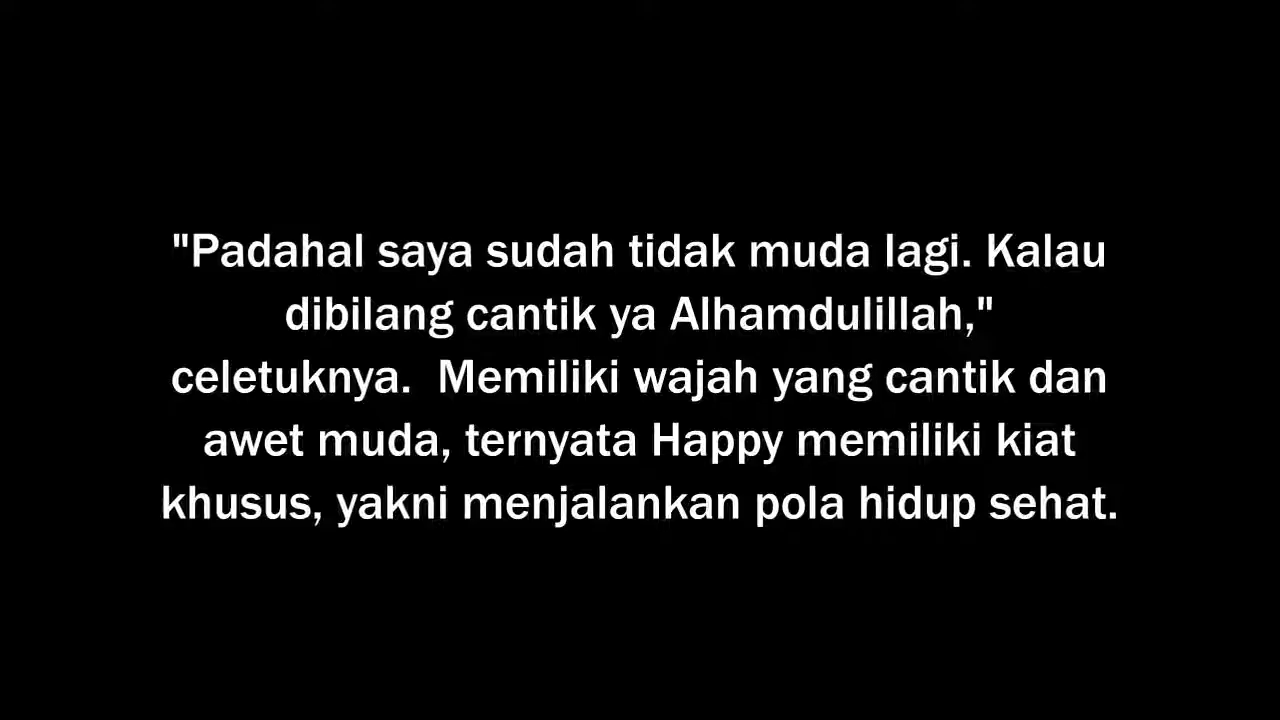 "Padahal saya sudah tidak muda lagi. Kalau
dibilang cantik ya Alhamdulillah,"
celetuknya.  Memiliki wajah yang cantik dan
awet muda, ternyata Happy memiliki kiat
khusus, yakni menjalankan pola hidup sehat.